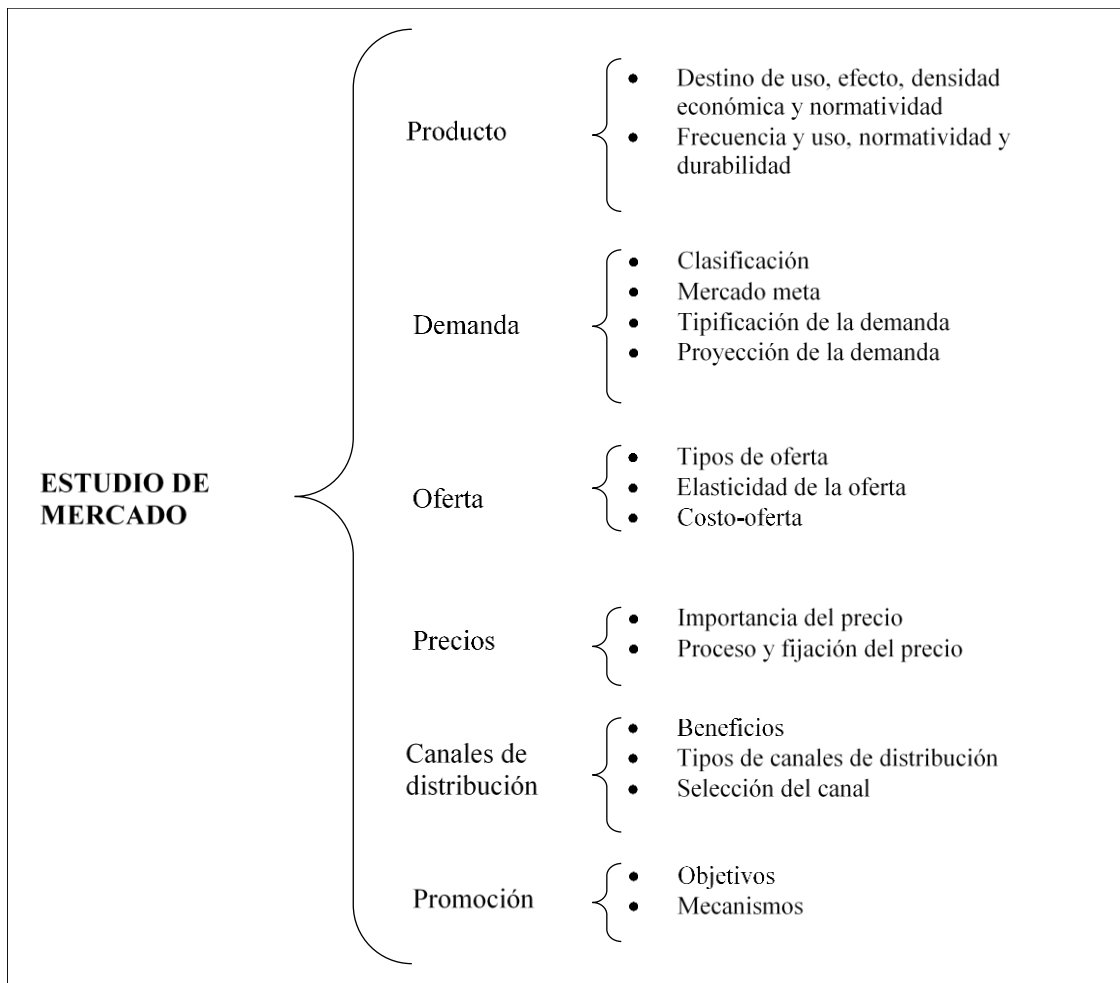 ESTUDIO DE
MERCADO
Producto
• Destino de uso, efecto, densidad
económica y normatividad
• Frecuencia y uso, normatividad y
durabilidad
Demanda
• Clasificación
• Mercado meta
• Tipificación de la demanda
• Proyección de la demanda
Oferta
• Tipos de oferta
• Elasticidad de la oferta
• Costo-oferta
Precios
• Importancia del precio
• Proceso y fijación del precio
Canales de
distribución
• Beneficios
• Tipos de canales de distribución
• Selección del canal
Promoción
• Objetivos
• Mecanismos